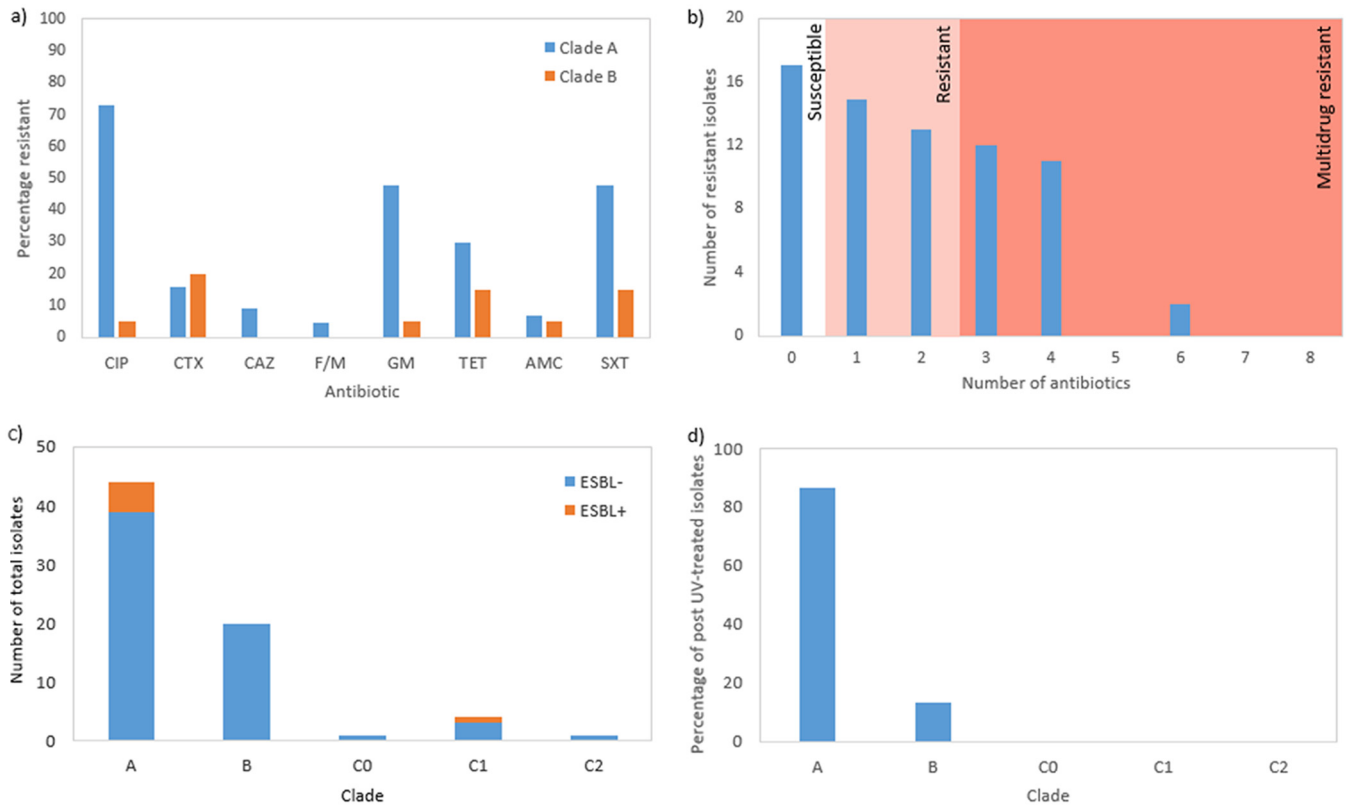 a)
100
90
80
70
60
50
40
30
20
10
0
Percentage resistant
Clade A
Clade B
CIP CTX CAZ F/M GM TET AMC SXT
Antibiotic
b)
20
16
12
8
4
0
Number of resistant isolates
Susceptible
Resistant
Multidrug resistant
0 1 2 3 4 5 6 7 8
Number of antibiotics
c)
50
40
30
20
10
0
Number of total isolates
ESBL-
ESBL+
A B C0 C1 C2
Clade
d)
100
80
60
40
20
0
Percentage of post UV-treated isolates
A B C0 C1 C2
Clade